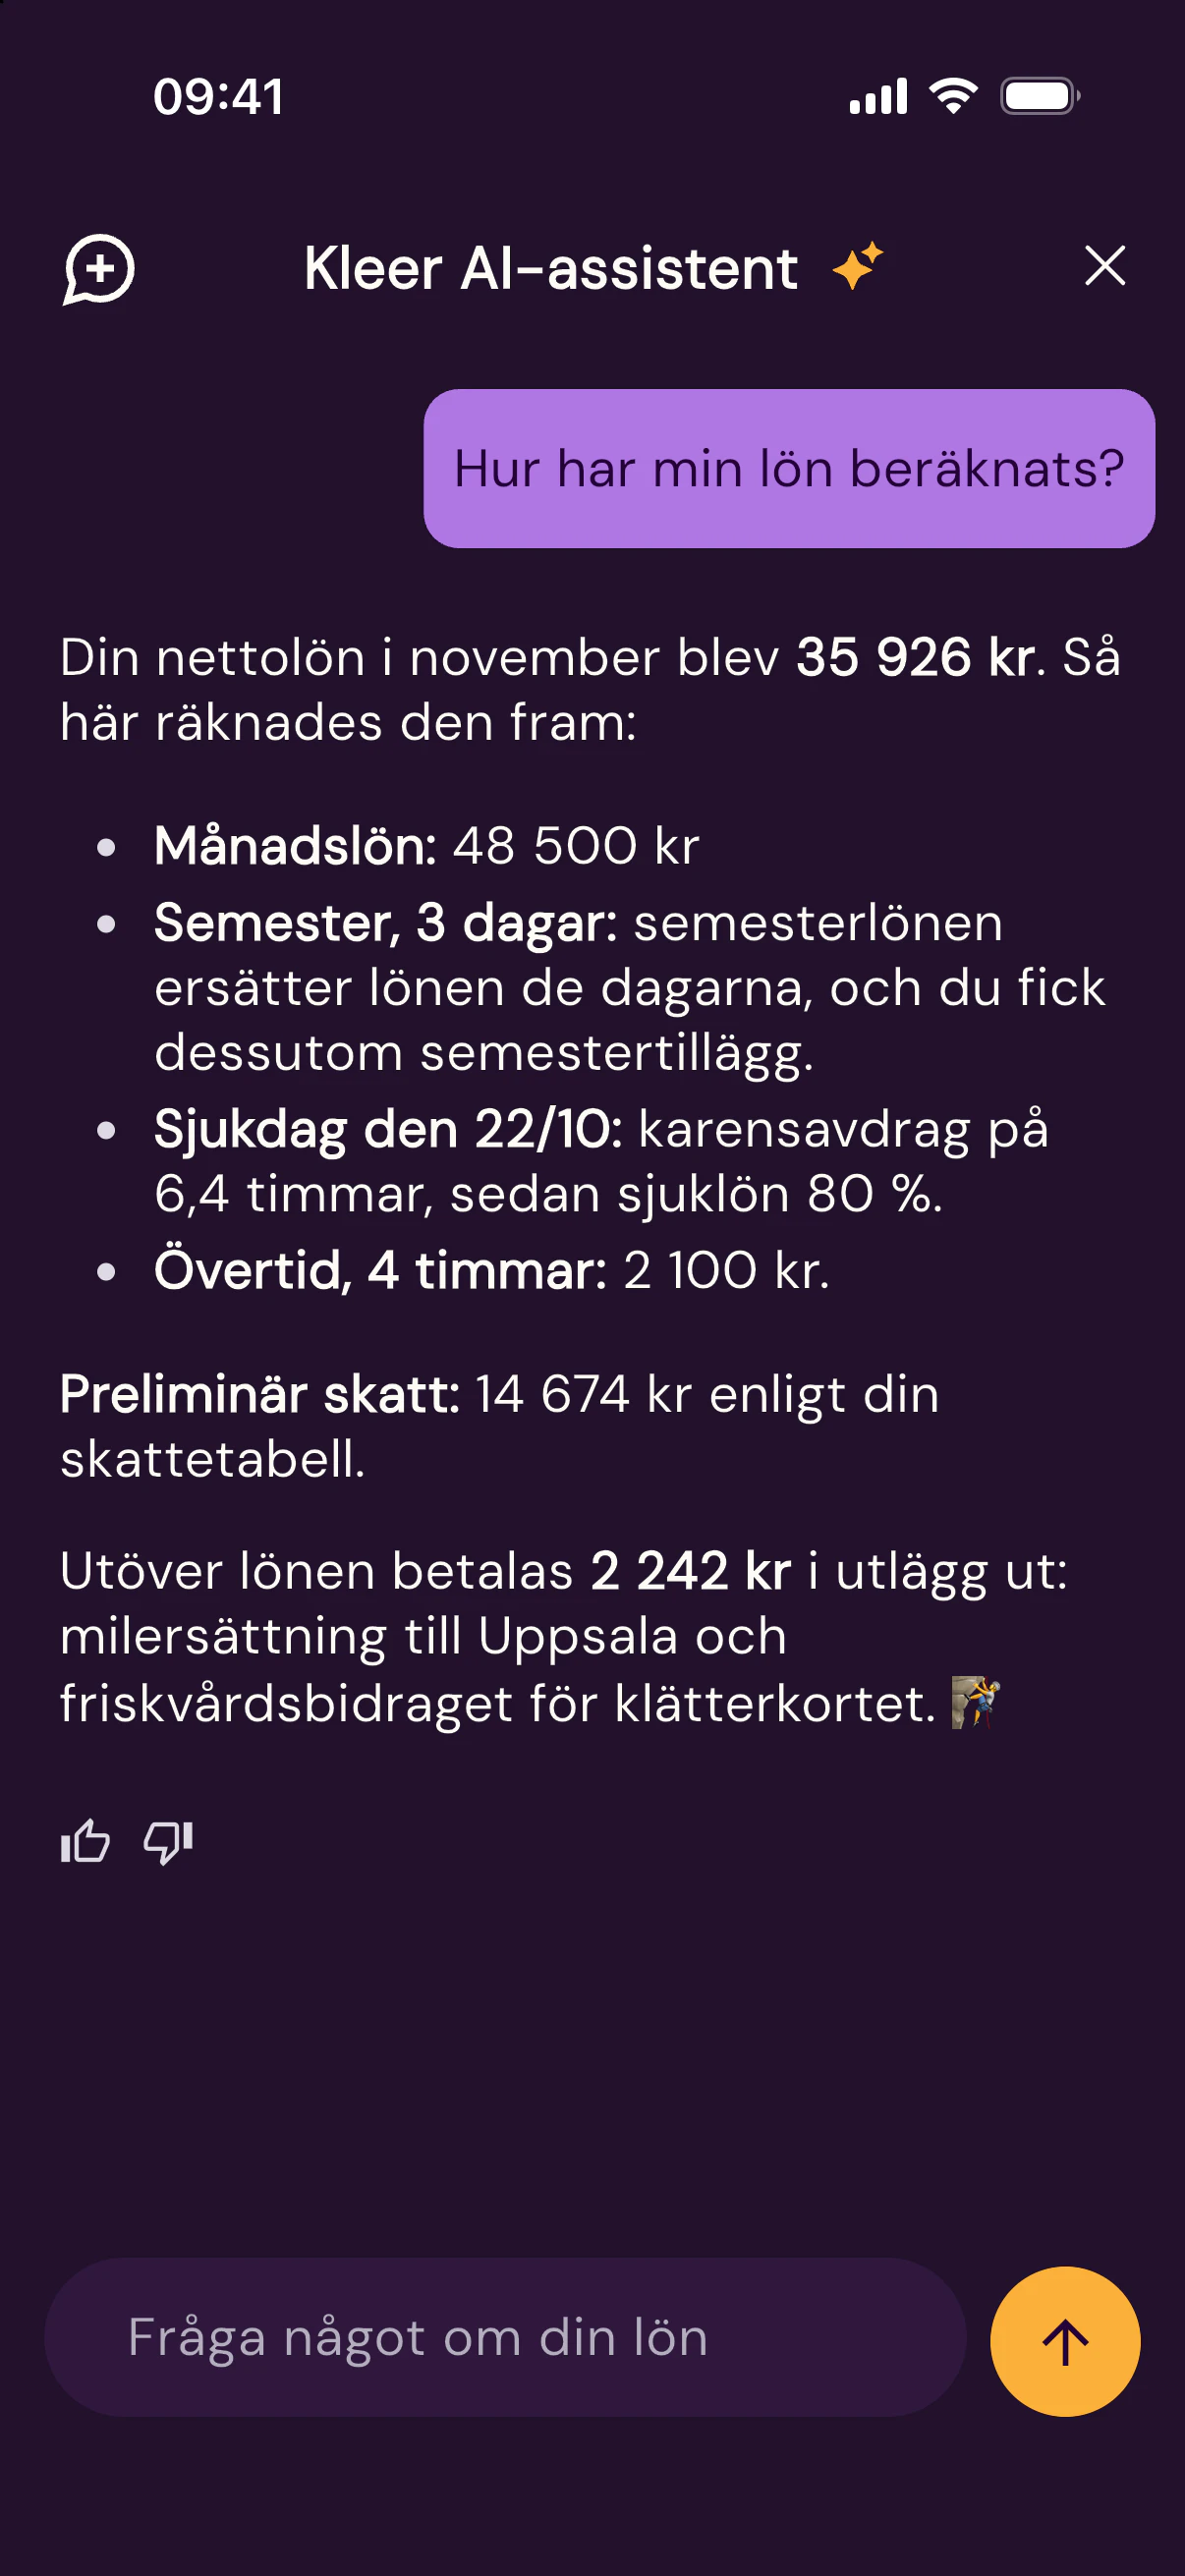 09:41
Kleer AI-assistent
Hur har min lön beräknats?
Din nettolön i november blev 35 926 kr. Så
här räknades den fram:
Månadslön: 48 500 kr
Semester, 3 dagar: semesterlönen
ersätter lönen de dagarna, och du fick
dessutom semestertillägg.
Sjukdag den 22/10: karensavdrag på
6,4 timmar, sedan sjuklön 80 %.
Övertid, 4 timmar: 2 100 kr.
Preliminär skatt: 14 674 kr enligt din
skattetabell.
Utöver lönen betalas 2 242 kr i utlägg ut:
milersättning till Uppsala och
friskvårdsbidraget för klätterkortet. 🧗
Fråga något om din lön